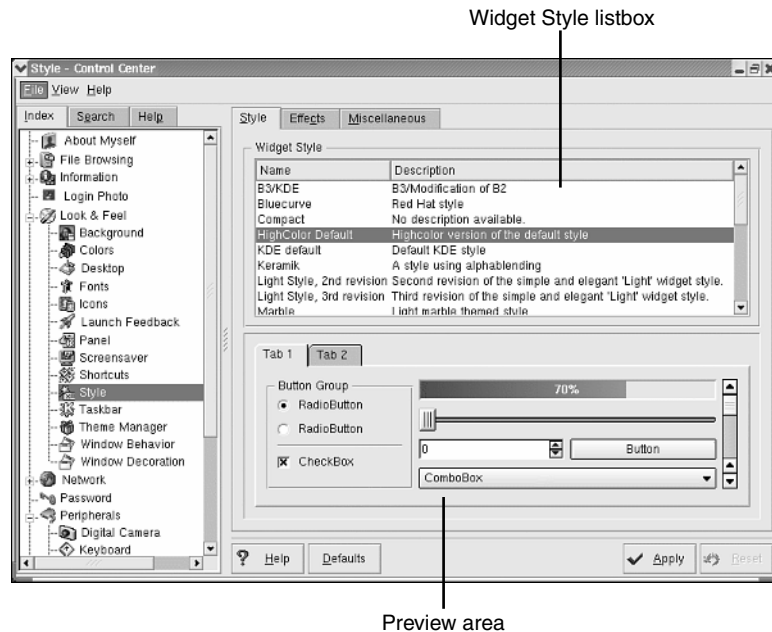 Widget Style listbox
Style - Control Center
File View Help
Index Search Help
About Myself
File Browsing
Information
Login Photo
Look & Feel
Background
Colors
Desktop
Fonts
Icons
Launch Feedback
Panel
Screensaver
Shortcuts
Style
Taskbar
Theme Manager
Window Behavior
Window Decoration
Network
Password
Peripherals
Digital Camera
Keyboard
Style Effects Miscellaneous
Widget Style
Name Description
B3/KDE B3/Modification of B2
Bluecurve Red Hat style
Compact No description available.
HighColor Default Highcolor version of the default style
KDE default Default KDE style
Keramik A style using alphablending
Light Style, 2nd revision Second revision of the simple and elegant 'Light' widget style.
Light Style, 3rd revision Third revision of the simple and elegant 'Light' widget style.
Marble Light marble themed style
Tab 1 Tab 2
Button Group
RadioButton
RadioButton
CheckBox
70%
0 Button
ComboBox
? Help Defaults Apply Reset
Preview area